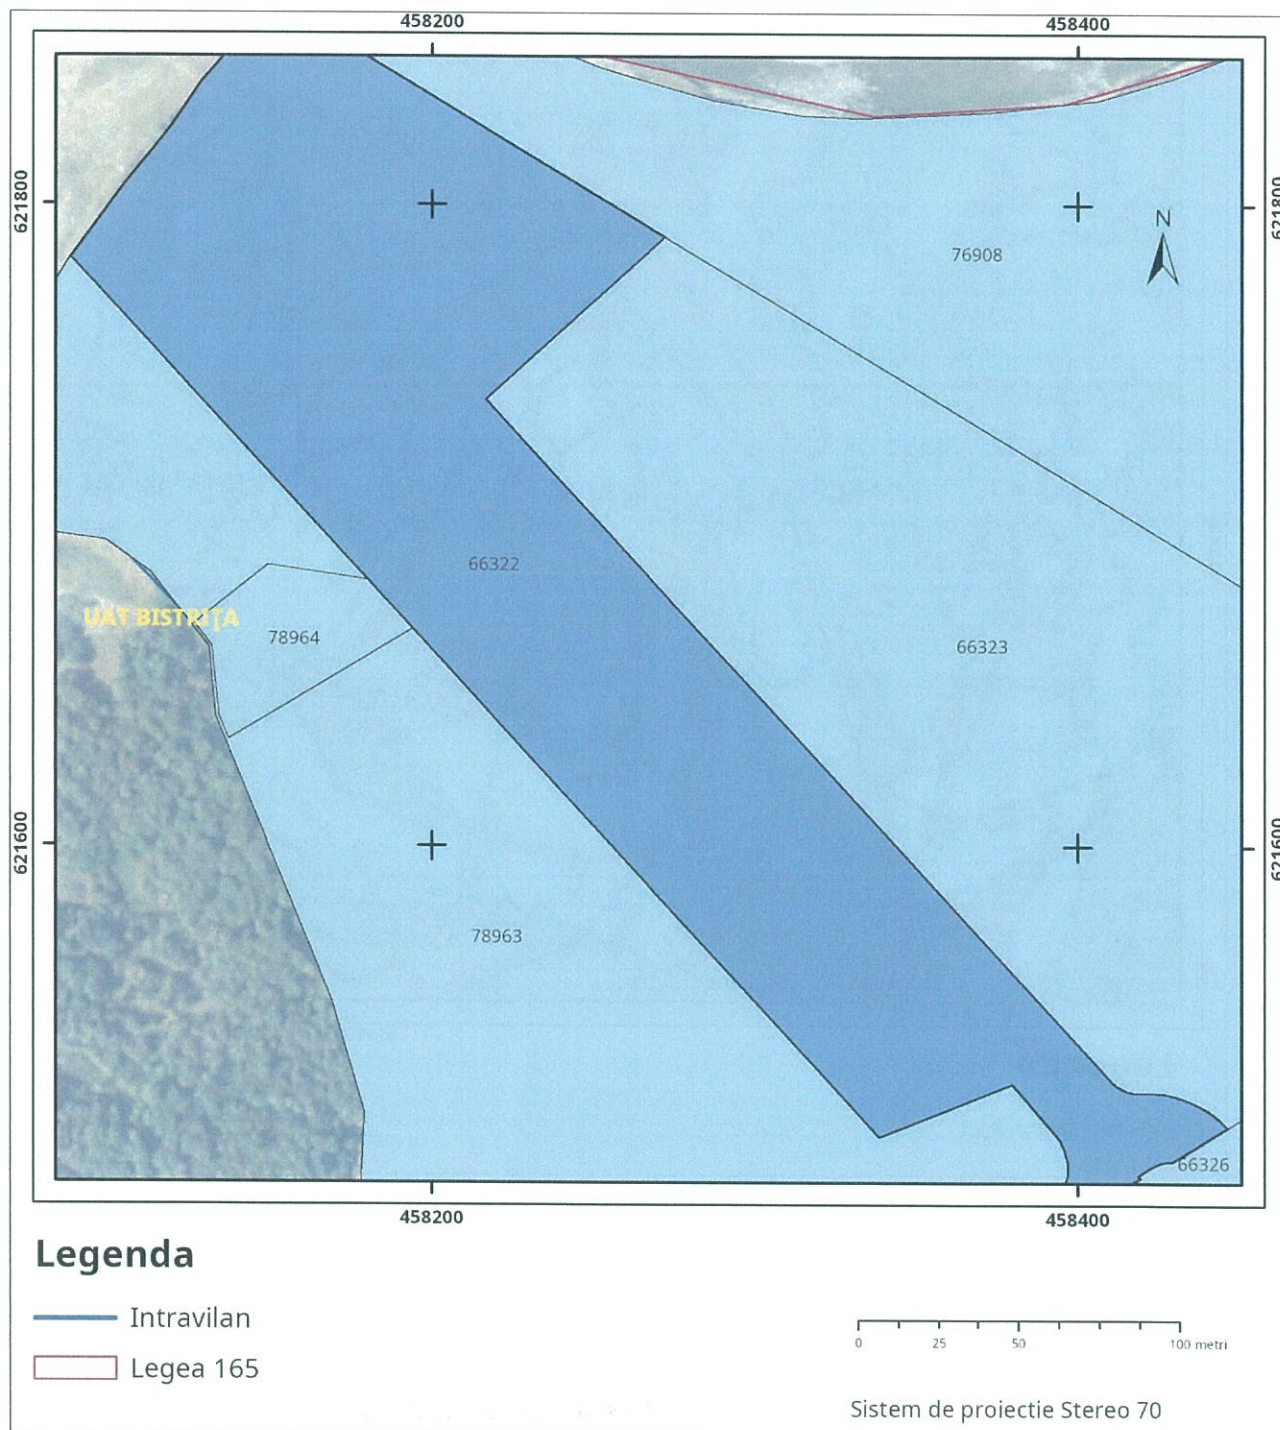 458200
458400
621800
621800
N
76908
66322
UAT BISTRIȚA
78964
66323
621600
621600
78963
66326
458200
458400
Legenda
Intravilan
Legea 165
0 25 50 100 metri
Sistem de proiectie Stereo 70